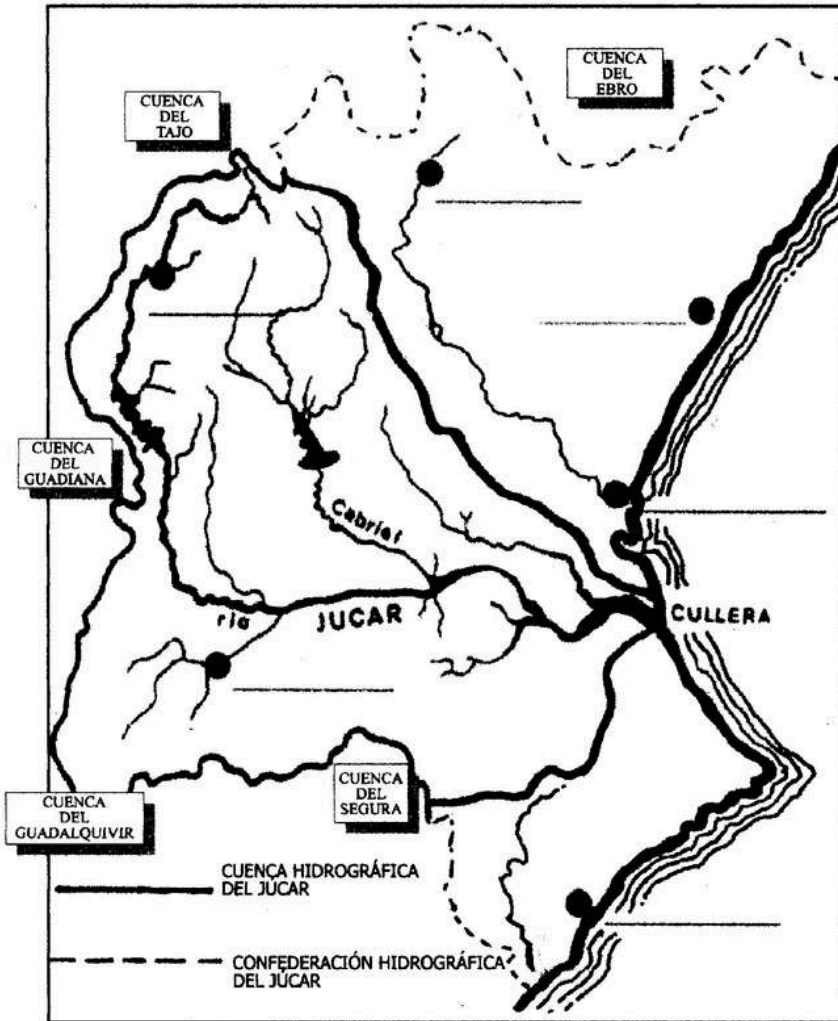 CUENCA
DEL
EBRO
CUENCA
DEL
TAJO
CUENCA
DEL
GUADIANA
Cabriel
río JUCAR
CULLERA
CUENCA
DEL
SEGURA
CUENCA
DEL
GUADALQUIVIR
CUENCA HIDROGRÁFICA
DEL JÚCAR
CONFEDERACIÓN HIDROGRÁFICA
DEL JÚCAR